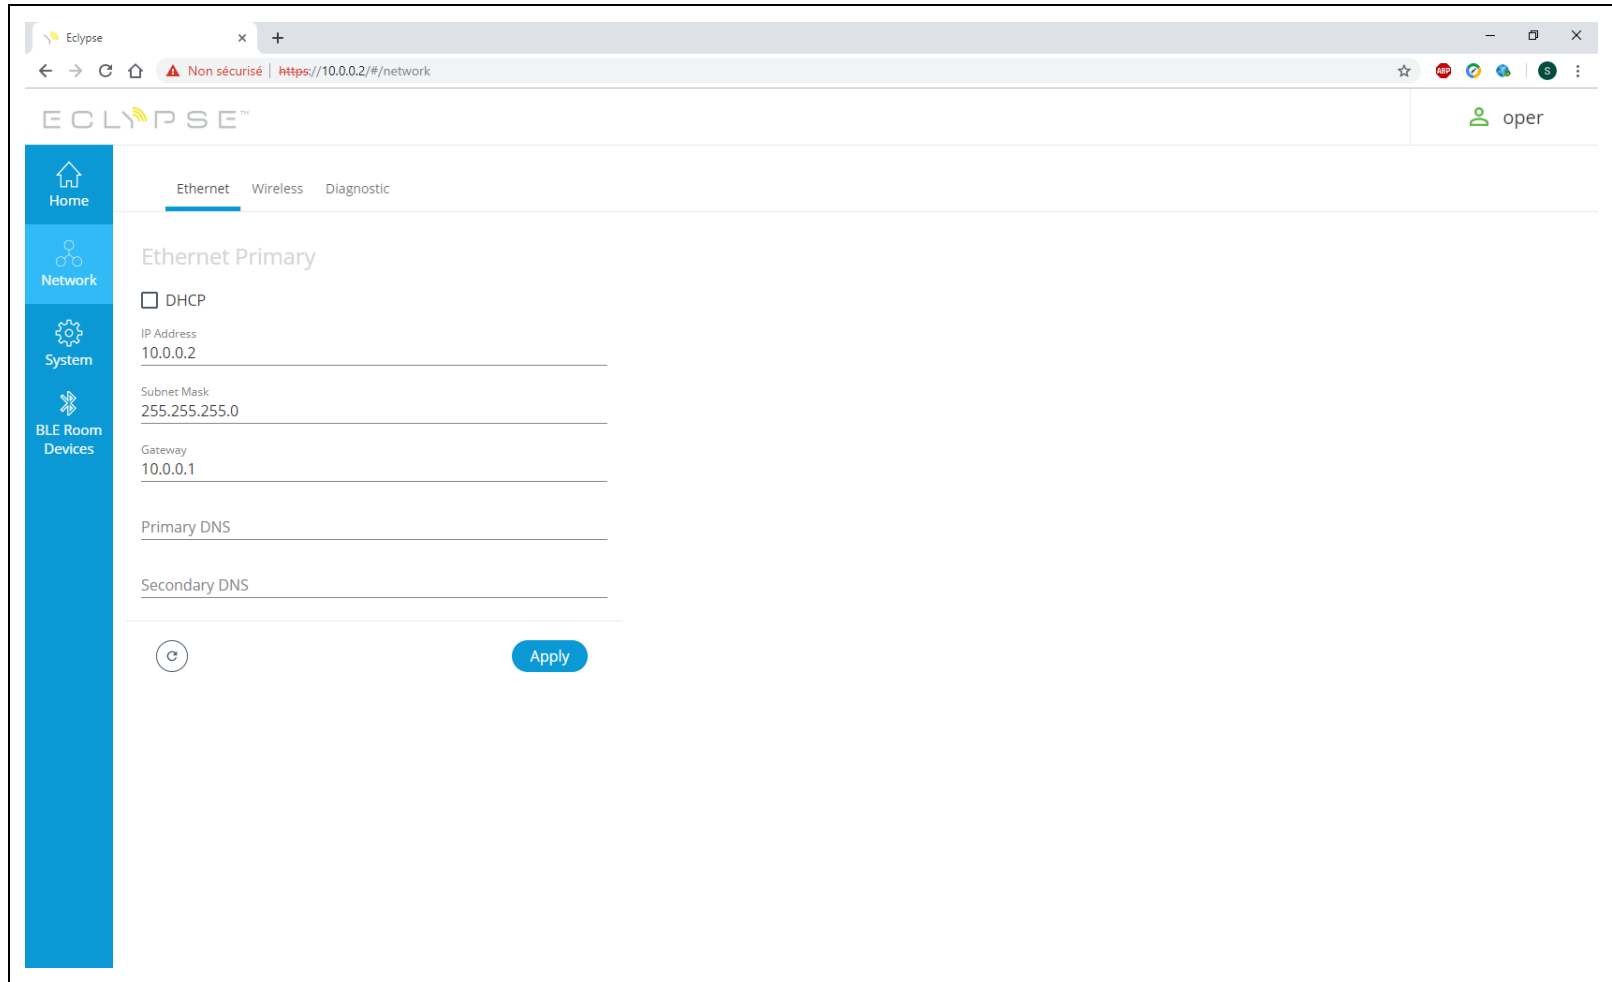 Eclypse
Non sécurisé | https://10.0.0.2/#/network
ABP
S
ECLYPSE™
oper
Home
Network
System
BLE Room
Devices
Ethernet Wireless Diagnostic
Ethernet Primary
DHCP
IP Address
10.0.0.2
Subnet Mask
255.255.255.0
Gateway
10.0.0.1
Primary DNS
Secondary DNS
Apply